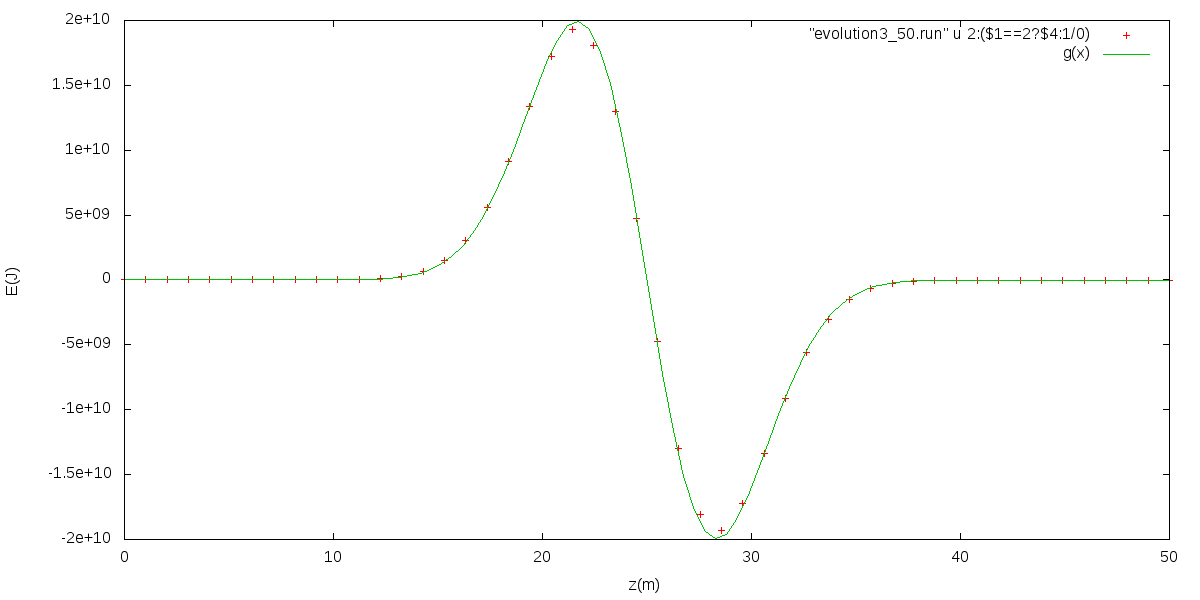 2e+10
1.5e+10
1e+10
5e+09
0
-5e+09
-1e+10
-1.5e+10
-2e+10
E(J)
"evolution3_50.run" u 2:($1==2?$4:1/0)
g(x)
0 10 20 30 40 50
z(m)